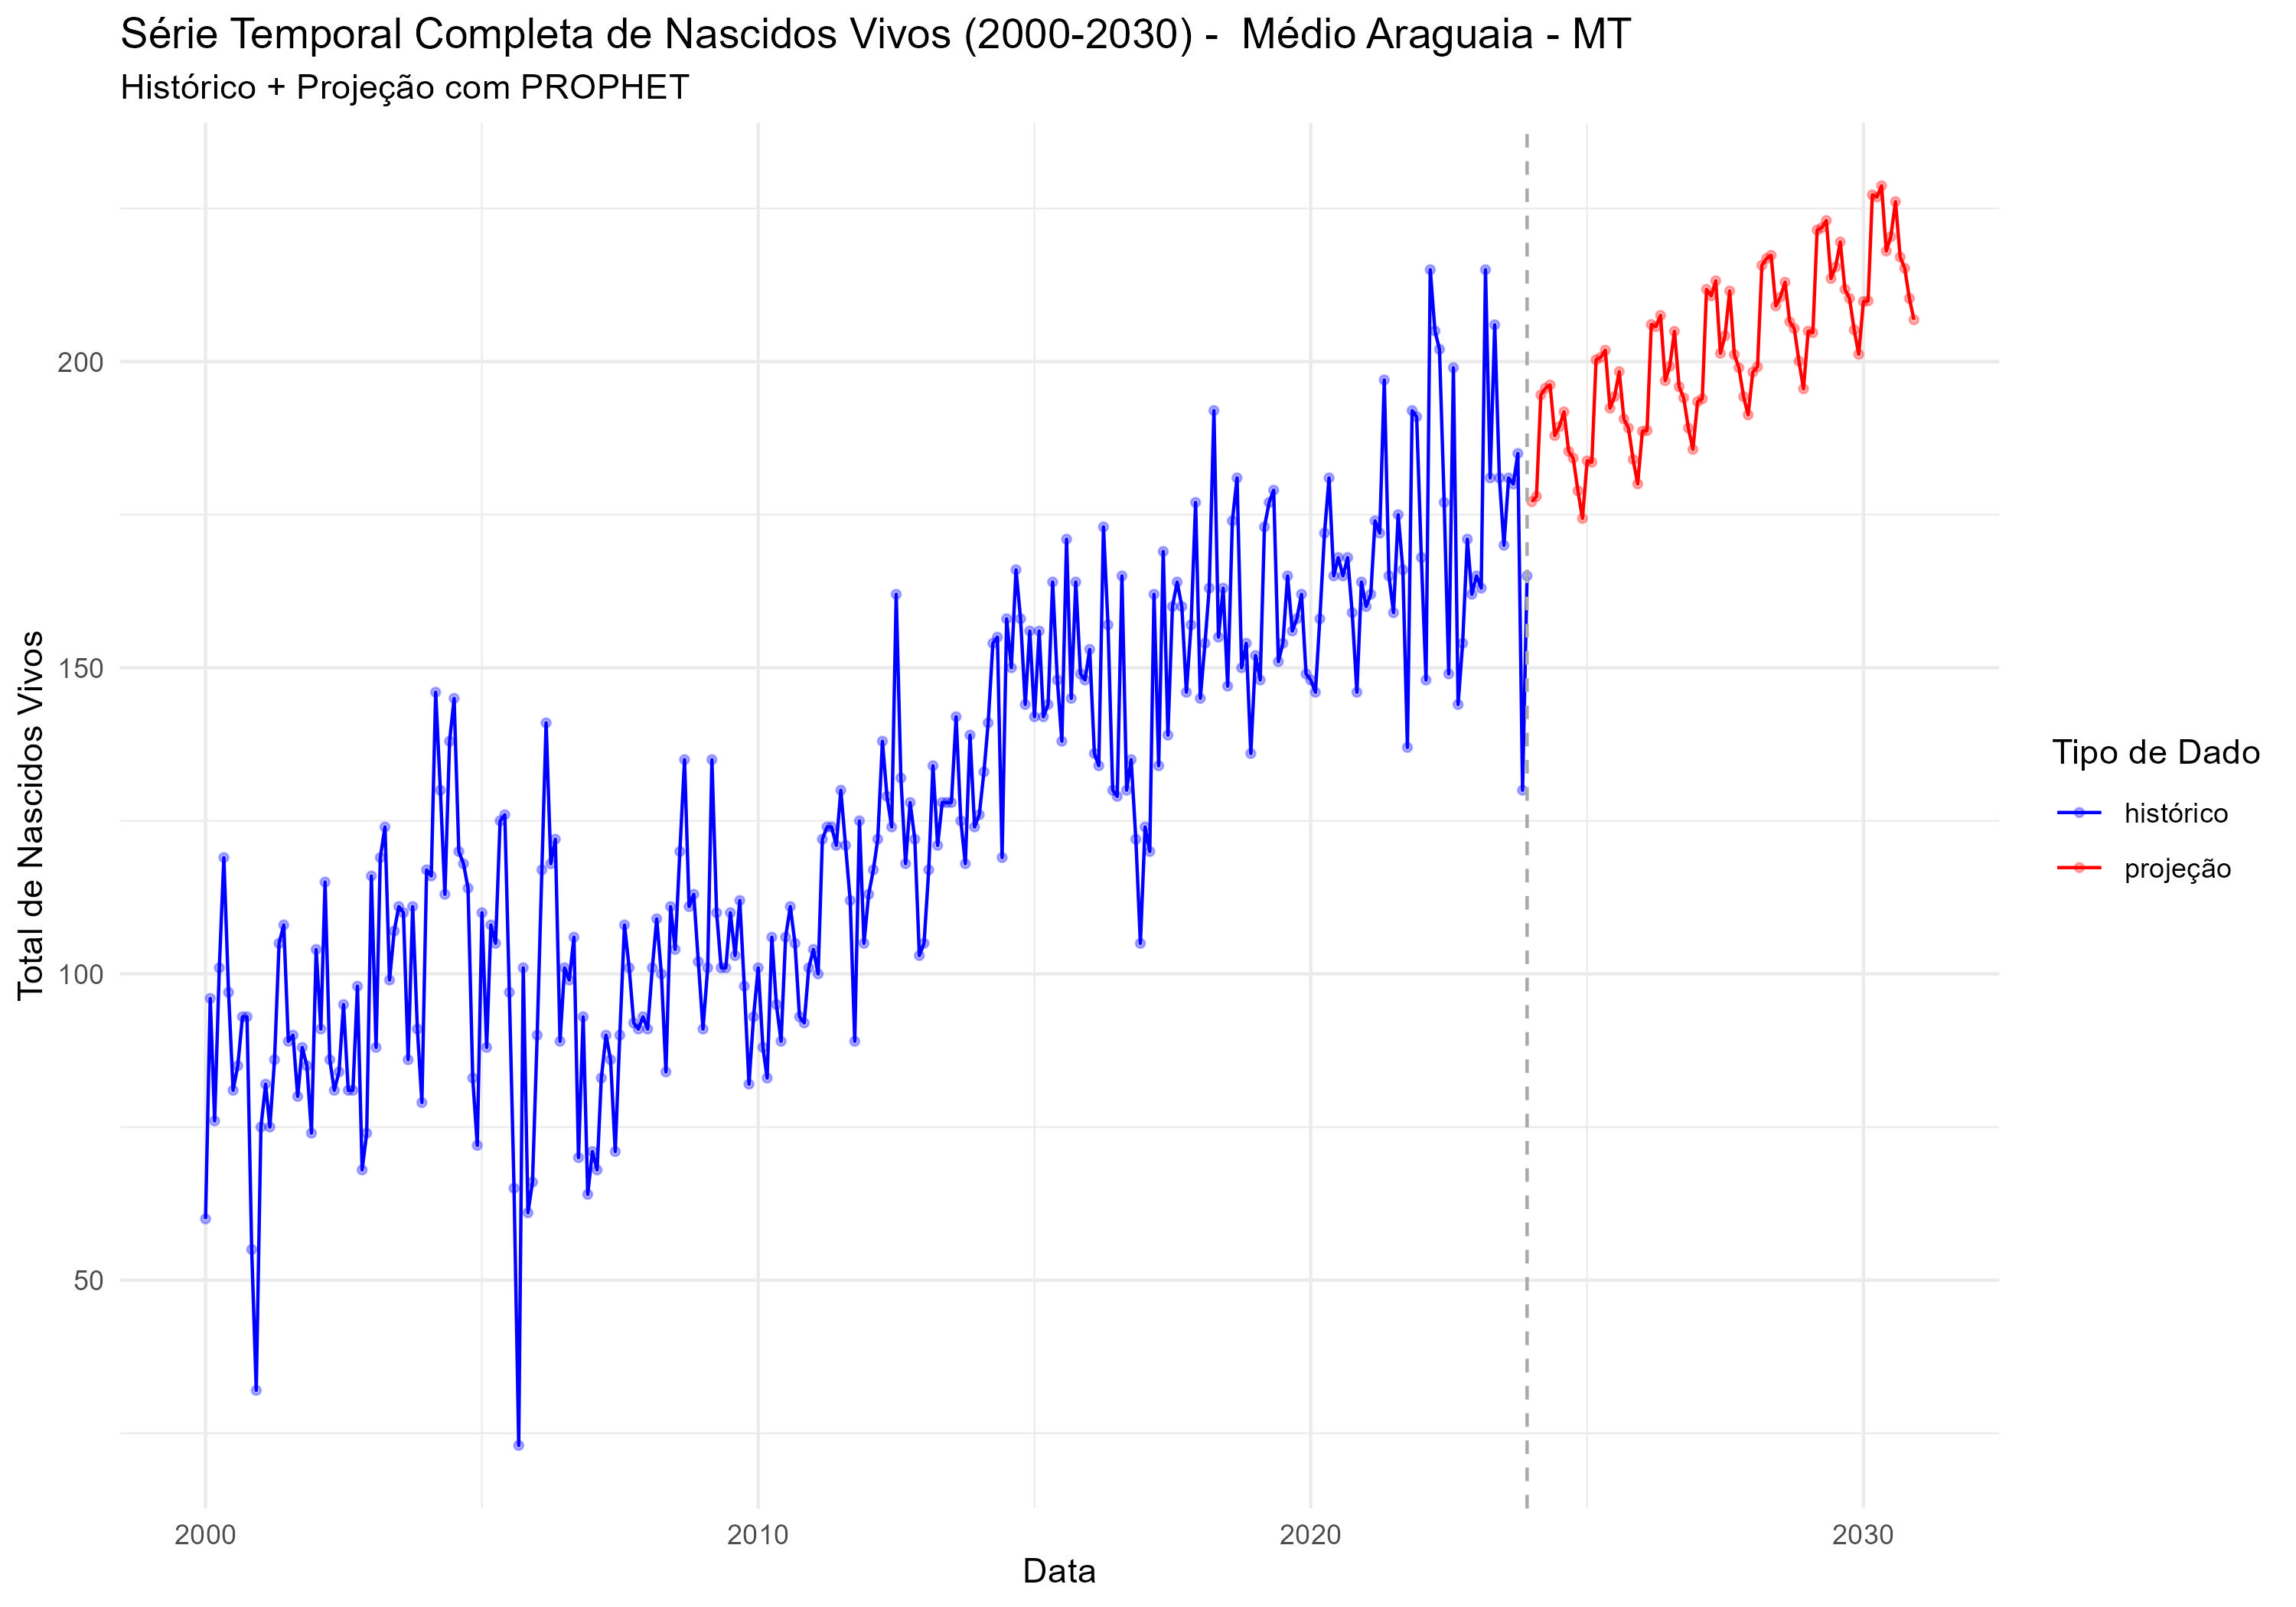 Série Temporal Completa de Nascidos Vivos (2000-2030) -  Médio Araguaia - MT
Histórico + Projeção com PROPHET
Total de Nascidos Vivos
200
150
100
50
2000
2010
2020
2030
Data
Tipo de Dado
histórico
projeção